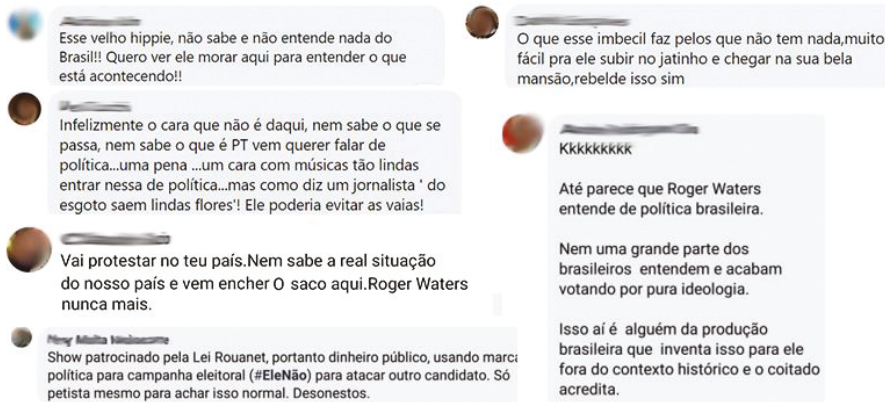 Esse velho hippie, não sabe e não entende nada do
Brasil!! Quero ver ele morar aqui para entender o que
está acontecendo!!
Infelizmente o cara que não é daqui, nem sabe o que se
passa, nem sabe o que é PT vem querer falar de
política...uma pena ...um cara com músicas tão lindas
entrar nessa de política...mas como diz um jornalista ' do
esgoto saem lindas flores'! Ele poderia evitar as vaias!
Vai protestar no teu país.Nem sabe a real situação
do nosso país e vem encher O saco aqui.Roger Waters
nunca mais.
Show patrocinado pela Lei Rouanet, portanto dinheiro público, usando marca
política para campanha eleitoral (#EleNão) para atacar outro candidato. Só
petista mesmo para achar isso normal. Desonestos.
O que esse imbecil faz pelos que não tem nada,muito
fácil pra ele subir no jatinho e chegar na sua bela
mansão,rebelde isso sim
Kkkkkkkkk
Até parece que Roger Waters
entende de política brasileira.
Nem uma grande parte dos
brasileiros entendem e acabam
votando por pura ideologia.
Isso aí é alguém da produção
brasileira que inventa isso para ele
fora do contexto histórico e o coitado
acredita.